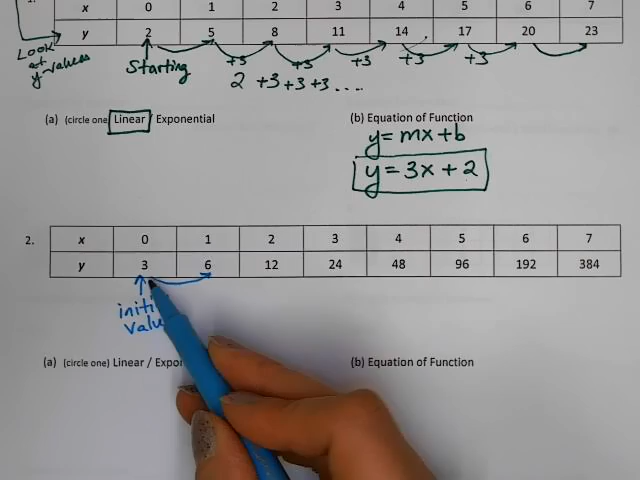 1.
x 0 1 2 3 4 5 6 7
y 2 5 8 11 14 17 20 23
Look at y-values
Starting
+3 +3 +3 +3 +3
2 +3 +3 +3 ....
(a) (circle one) Linear / Exponential
(b) Equation of Function
y = mx + b
y = 3x + 2
2.
x 0 1 2 3 4 5 6 7
y 3 6 12 24 48 96 192 384
(a) (circle one) Linear /
(b) Equation of Function